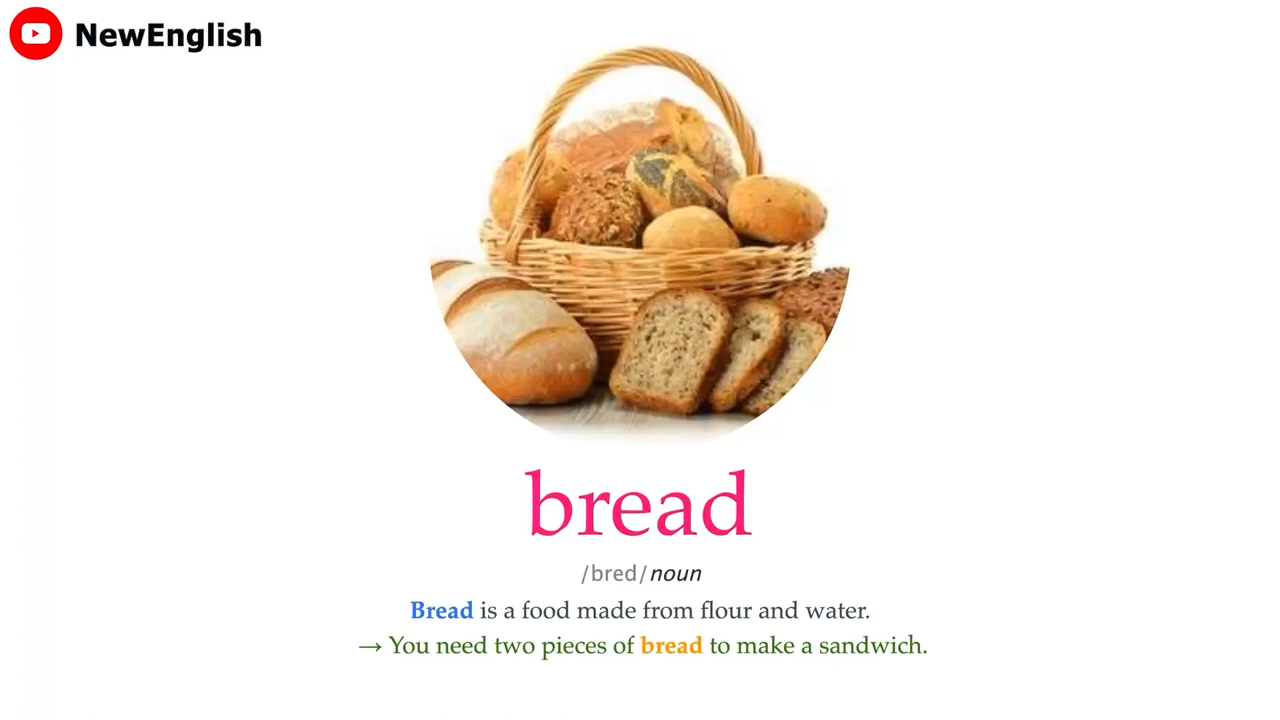 NewEnglish
bread
/bred/noun
Bread is a food made from flour and water.
→ You need two pieces of bread to make a sandwich.